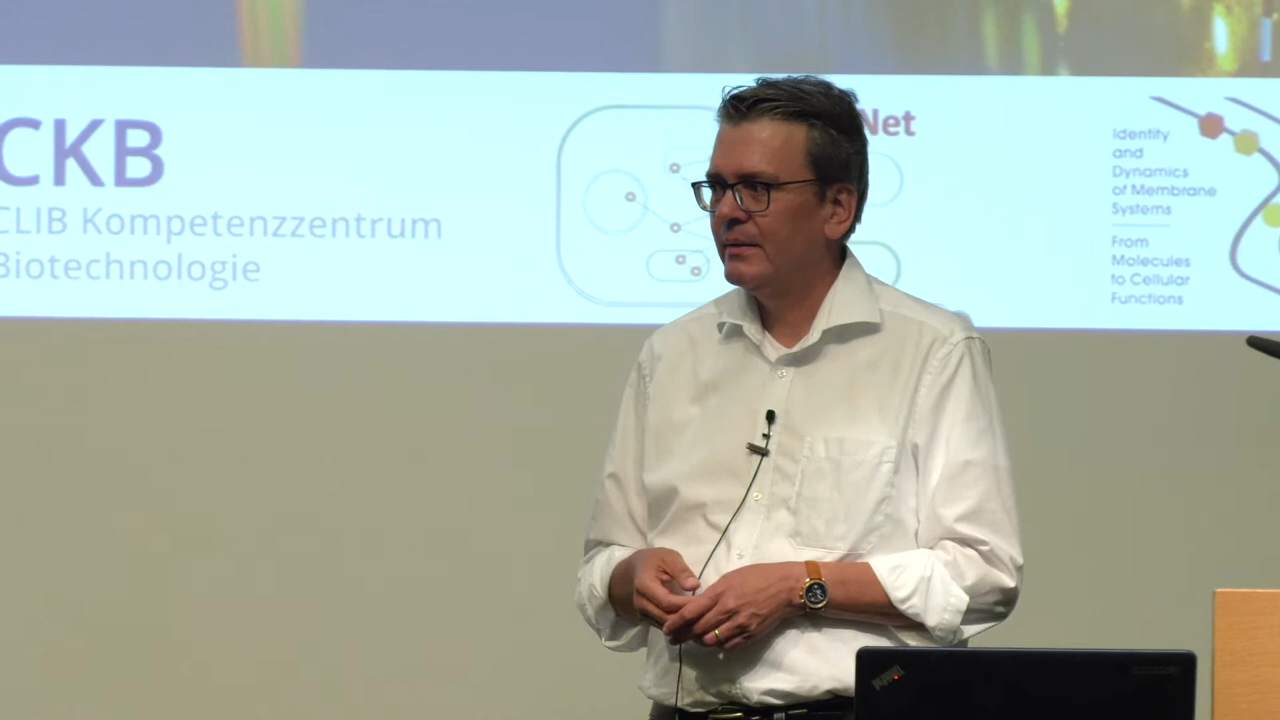 CKB
CLIB Kompetenzzentrum
Biotechnologie
Net
Identity
and
Dynamics
of Membrane
Systems
From
Molecules
to Cellular
Functions